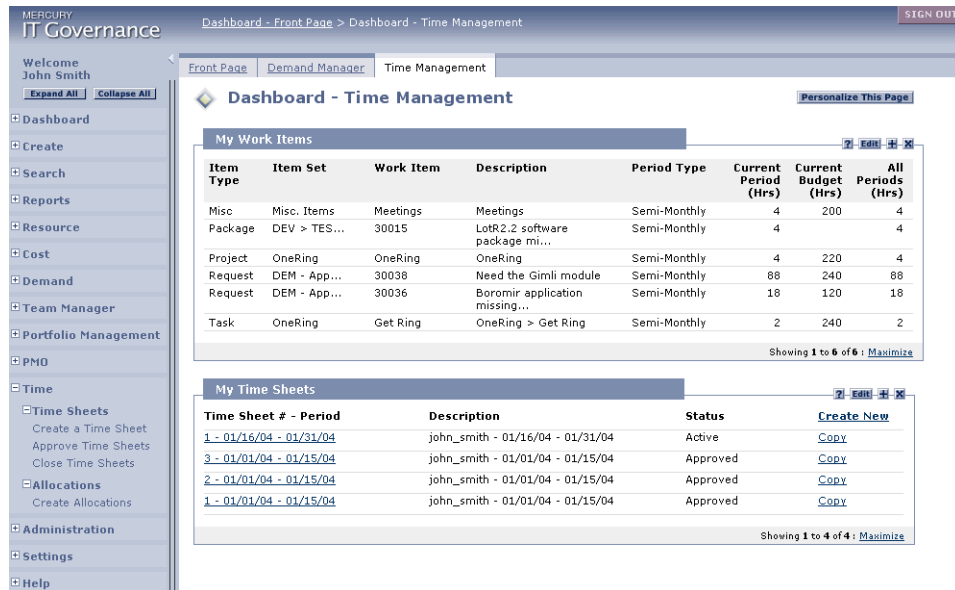 MERCURY
IT Governance
Dashboard - Front Page > Dashboard - Time Management
SIGN OUT
Welcome
John Smith
Expand All Collapse All
Dashboard
Create
Search
Reports
Resource
Cost
Demand
Team Manager
Portfolio Management
PMO
Time
Time Sheets
Create a Time Sheet
Approve Time Sheets
Close Time Sheets
Allocations
Create Allocations
Administration
Settings
Help
Front Page Demand Manager Time Management
Dashboard - Time Management
Personalize This Page
My Work Items
? Edit + X
Item Type Item Set Work Item Description Period Type Current Period (Hrs) Current Budget (Hrs) All Periods (Hrs)
Misc Misc. Items Meetings Meetings Semi-Monthly 4 200 4
Package DEV > TES... 30015 LotR2.2 software package mi... Semi-Monthly 4 4
Project OneRing OneRing OneRing Semi-Monthly 4 220 4
Request DEM - App... 30038 Need the Gimli module Semi-Monthly 88 240 88
Request DEM - App... 30036 Boromir application missing... Semi-Monthly 18 120 18
Task OneRing Get Ring OneRing > Get Ring Semi-Monthly 2 240 2
Showing 1 to 6 of 6 : Maximize
My Time Sheets
? Edit + X
Time Sheet # - Period Description Status Create New
1 - 01/16/04 - 01/31/04 john_smith - 01/16/04 - 01/31/04 Active Copy
3 - 01/01/04 - 01/15/04 john_smith - 01/01/04 - 01/15/04 Approved Copy
2 - 01/01/04 - 01/15/04 john_smith - 01/01/04 - 01/15/04 Approved Copy
1 - 01/01/04 - 01/15/04 john_smith - 01/01/04 - 01/15/04 Approved Copy
Showing 1 to 4 of 4 : Maximize